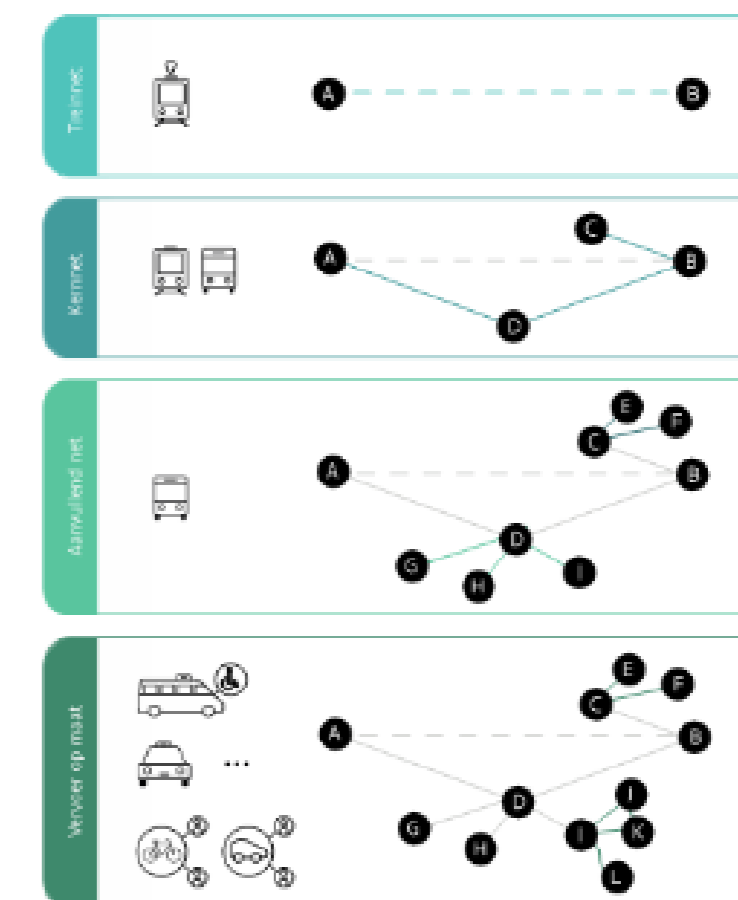 Treinnet
A
B
Kernnet
C
A
B
D
Aanvullend net
E
F
C
A
B
D
G
H
I
Vervoer op maat
E
F
C
A
B
...
D
I
G
I
K
H
L